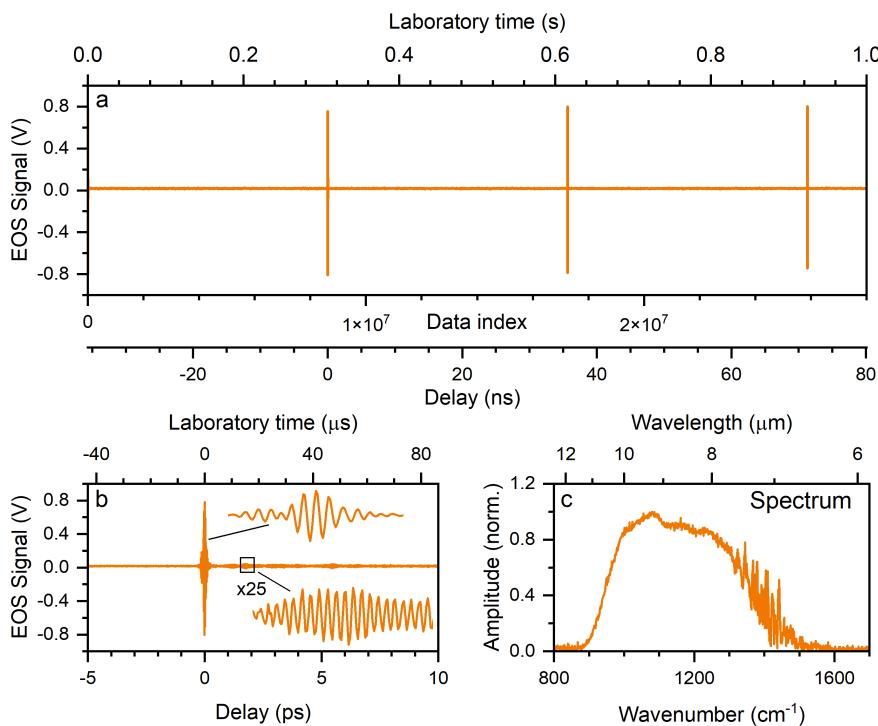 Laboratory time (s)
0.0 0.2 0.4 0.6 0.8 1.0
a
EOS Signal (V)
0.8
0.4
0.0
-0.4
-0.8
0 1×10⁷ Data index 2×10⁷
-20 0 20 40 60 80
Delay (ns)
Laboratory time (μs)
-40 0 40 80
b
EOS Signal (V)
0.8
0.4
0.0
-0.4
-0.8
x25
-5 0 5 10
Delay (ps)
Wavelength (μm)
12 10 8 6
c Spectrum
Amplitude (norm.)
1.2
0.8
0.4
0.0
800 1200 1600
Wavenumber (cm⁻¹)